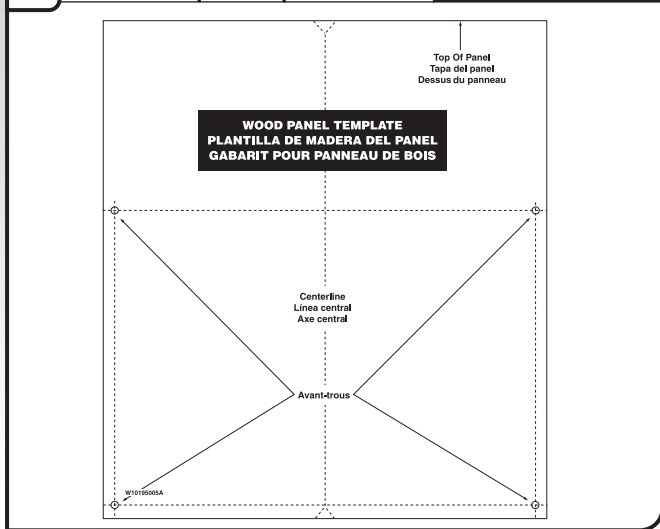 Top Of Panel
Tapa del panel
Dessus du panneau
WOOD PANEL TEMPLATE
PLANTILLA DE MADERA DEL PANEL
GABARIT POUR PANNEAU DE BOIS
Centerline
Línea central
Axe central
Avant-trous
W10195005A